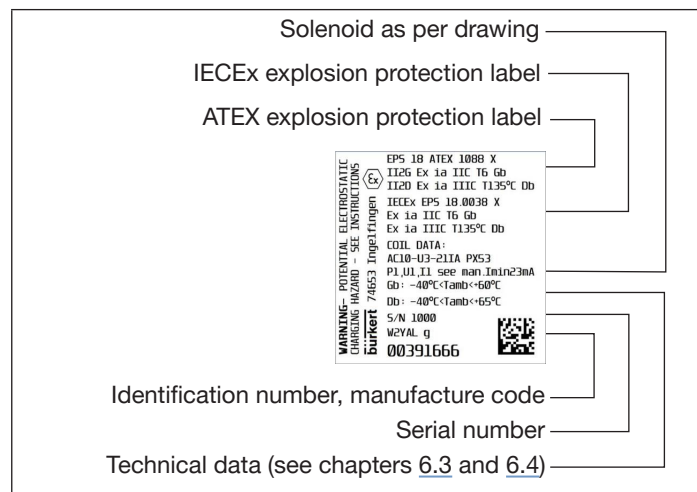 Solenoid as per drawing
IECEx explosion protection label
ATEX explosion protection label
WARNING- POTENTIAL ELECTROSTATIC
CHARGING HAZARD - SEE INSTRUCTIONS
bürkert 74653 Ingelfingen
Ex
EPS 18 ATEX 1088 X
II2G Ex ia IIC T6 Gb
II2D Ex ia IIIC T135°C Db
IECEx EPS 18.0038 X
Ex ia IIC T6 Gb
Ex ia IIIC T135°C Db
COIL DATA:
AC10-U3-21IA PX53
P1,U1,I1 see man.Imin23mA
Gb: -40°C<Tamb<+60°C
Db: -40°C<Tamb<+65°C
S/N 1000
W2YAL g
00391666
Identification number, manufacture code
Serial number
Technical data (see chapters 6.3 and 6.4)